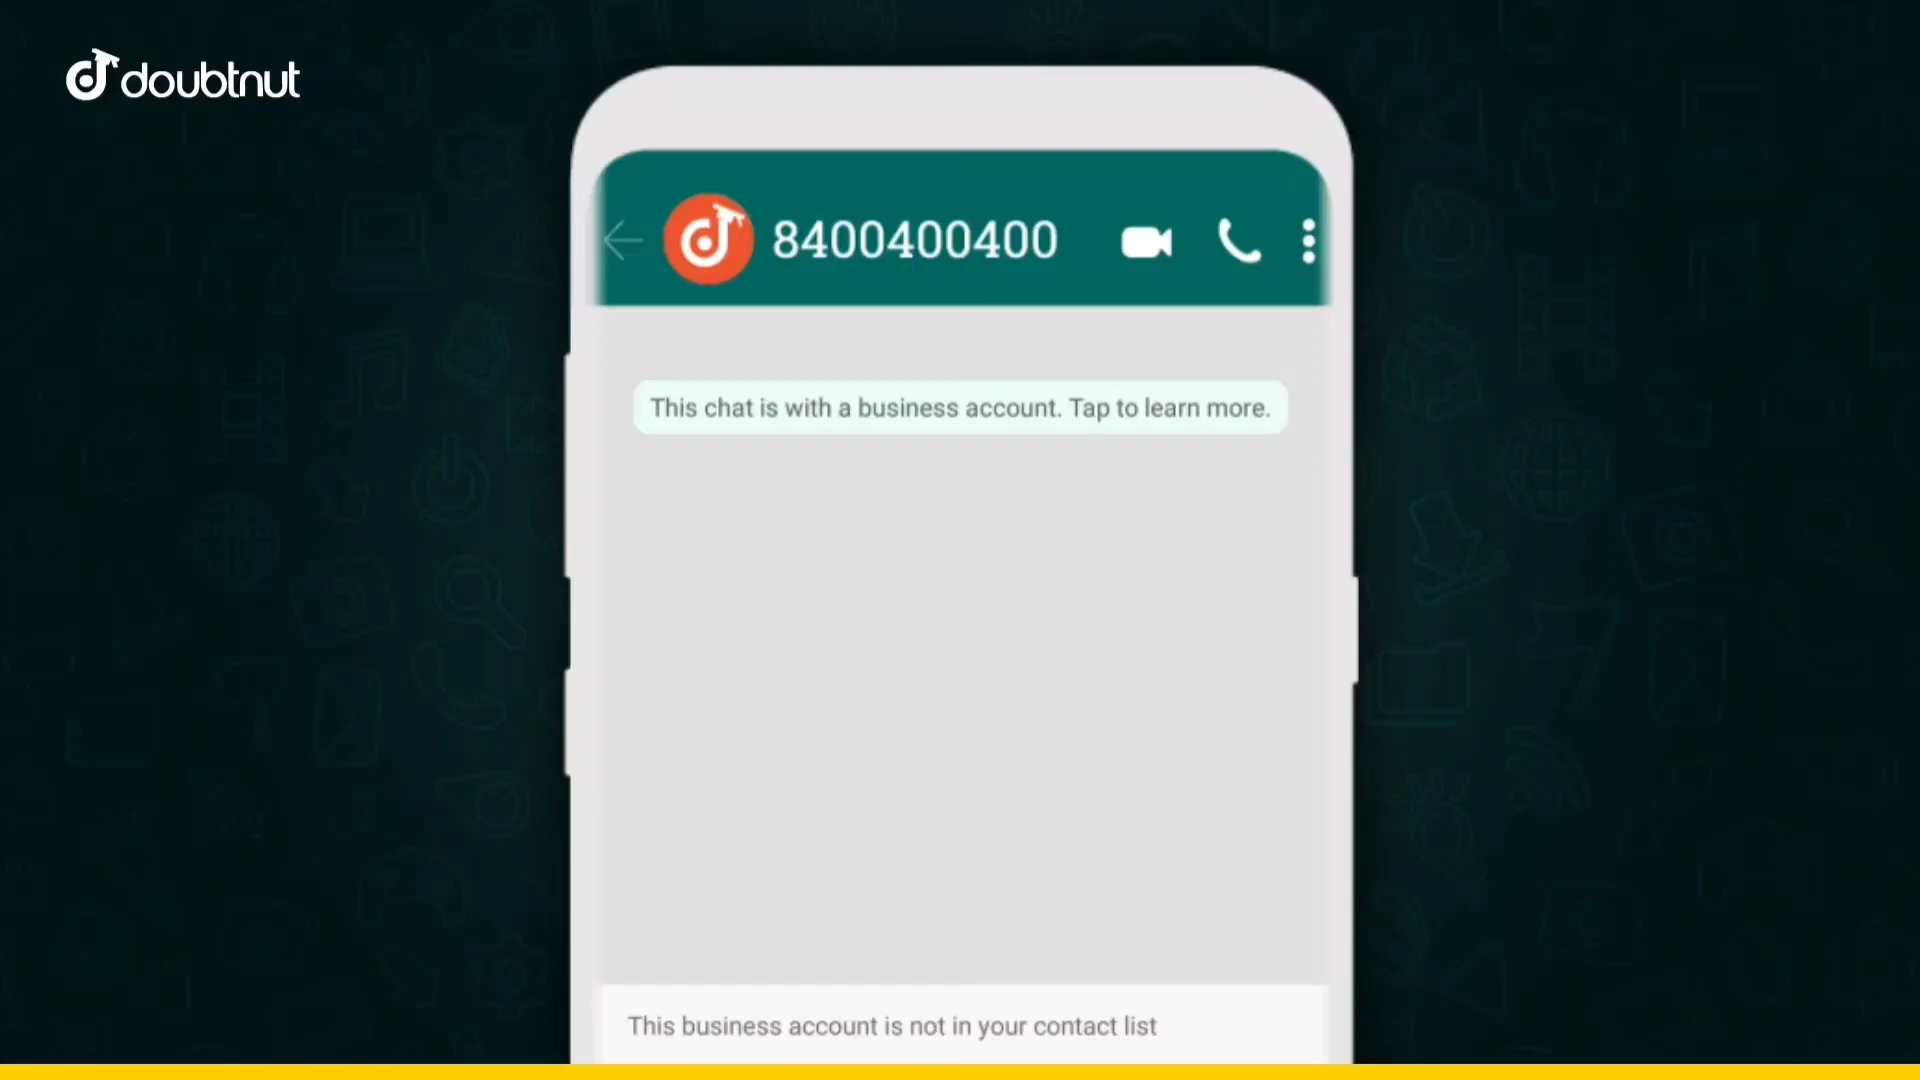 doubtnut
8400400400
This chat is with a business account. Tap to learn more.
This business account is not in your contact list